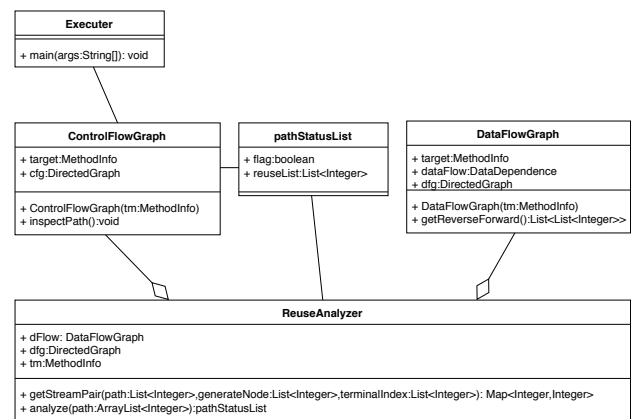 Executer
+ main(args:String[]): void
ControlFlowGraph
+ target:MethodInfo
+ cfg:DirectedGraph
+ ControlFlowGraph(tm:MethodInfo)
+ inspectPath():void
pathStatusList
+ flag:boolean
+ reuseList:List<Integer>
DataFlowGraph
+ target:MethodInfo
+ dataFlow:DataDependence
+ dfg:DirectedGraph
+ DataFlowGraph(tm:MethodInfo)
+ getReverseForward():List<List<Integer>>
ReuseAnalyzer
+ dFlow: DataFlowGraph
+ dfg:DirectedGraph
+ tm:MethodInfo
+ getStreamPair(path:List<Integer>,generateNode:List<Integer>,terminalIndex:List<Integer>): Map<Integer,Integer>
+ analyze(path:ArrayList<Integer>):pathStatusList